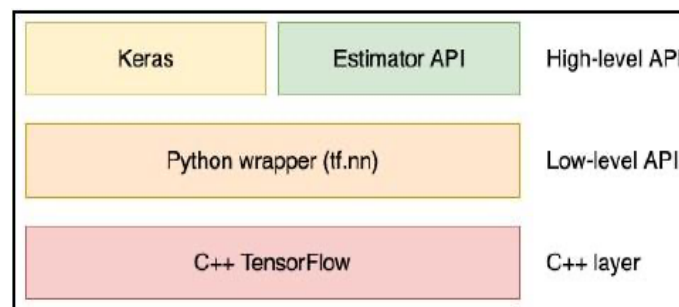 Keras Estimator API High-level API
Python wrapper (tf.nn) Low-level API
C++ TensorFlow C++ layer